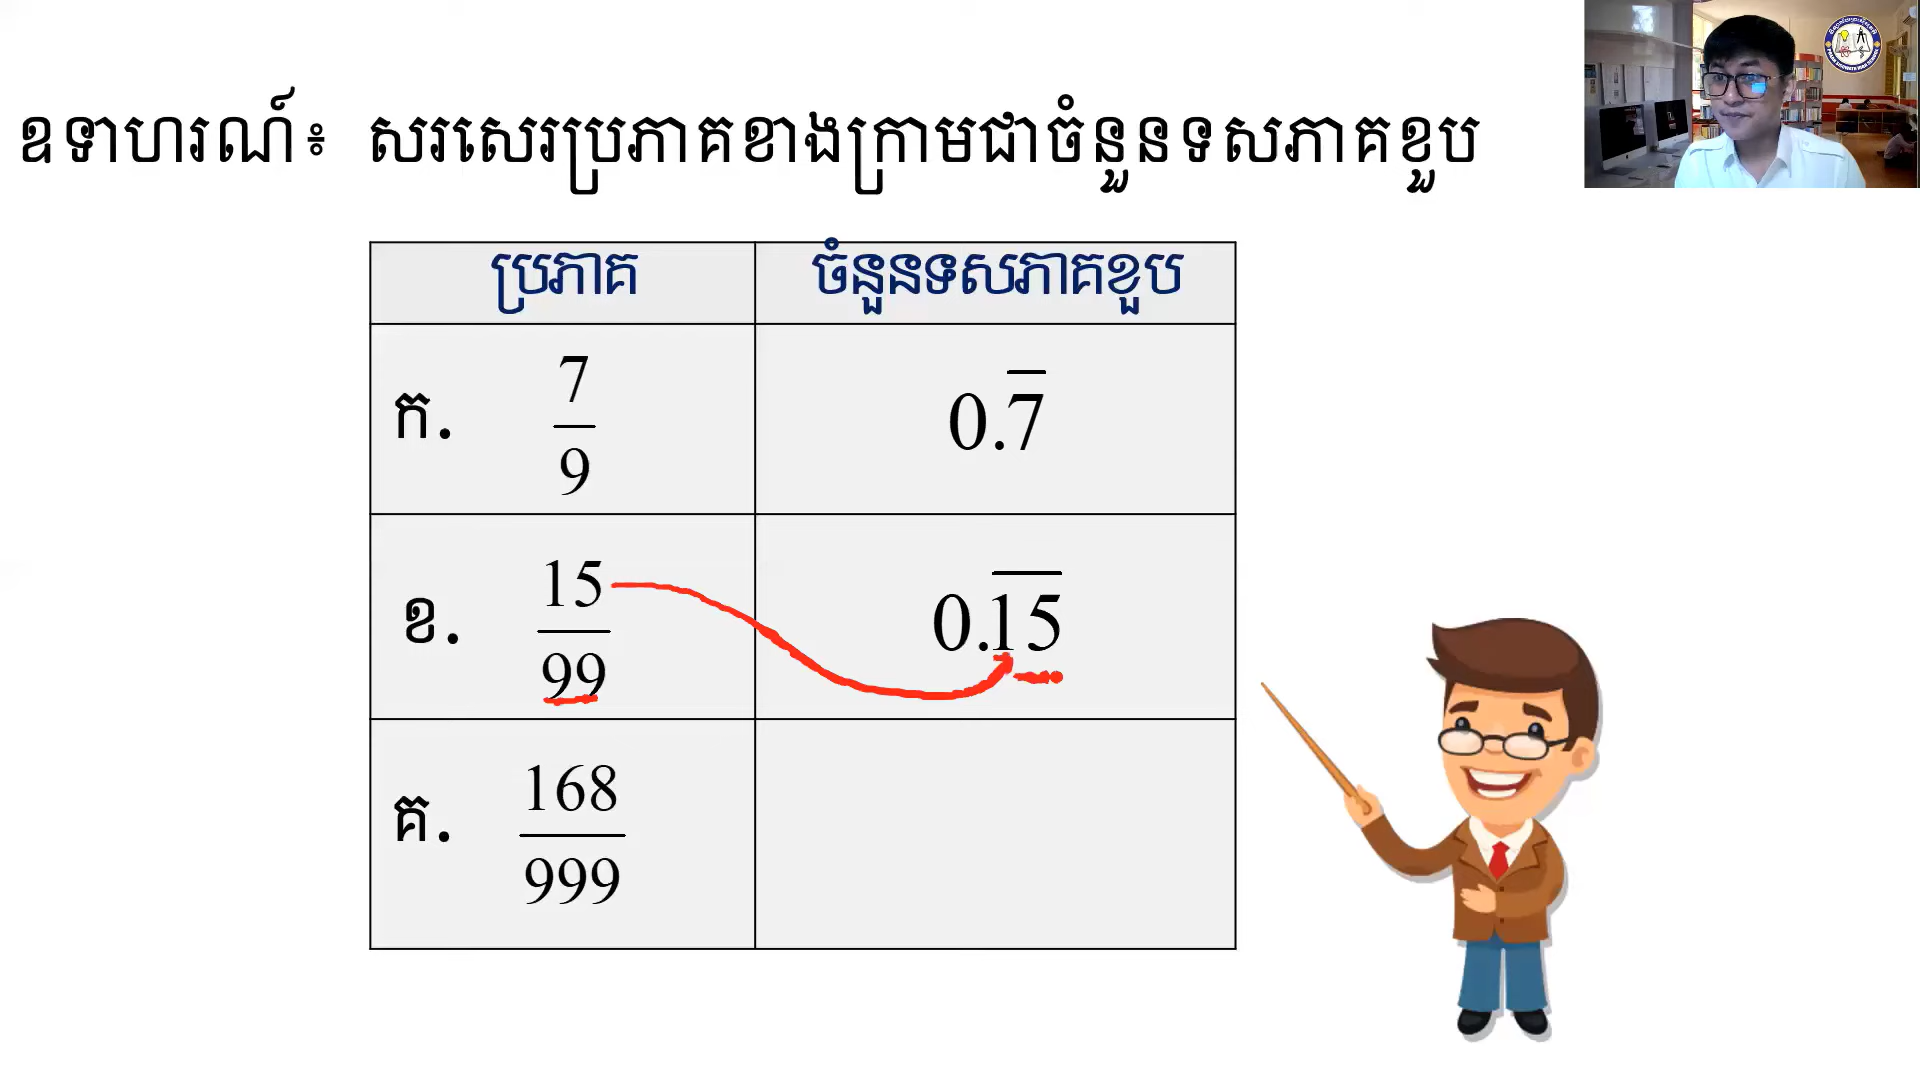 ឧទាហរណ៍៖ សរសេរប្រភាគខាងក្រោមជាចំនួនទសភាគខួប
ប្រភាគ ចំនួនទសភាគខួប
ក. 7/9 0.7̅
ខ. 15/99 0.1̅5̅
គ. 168/999